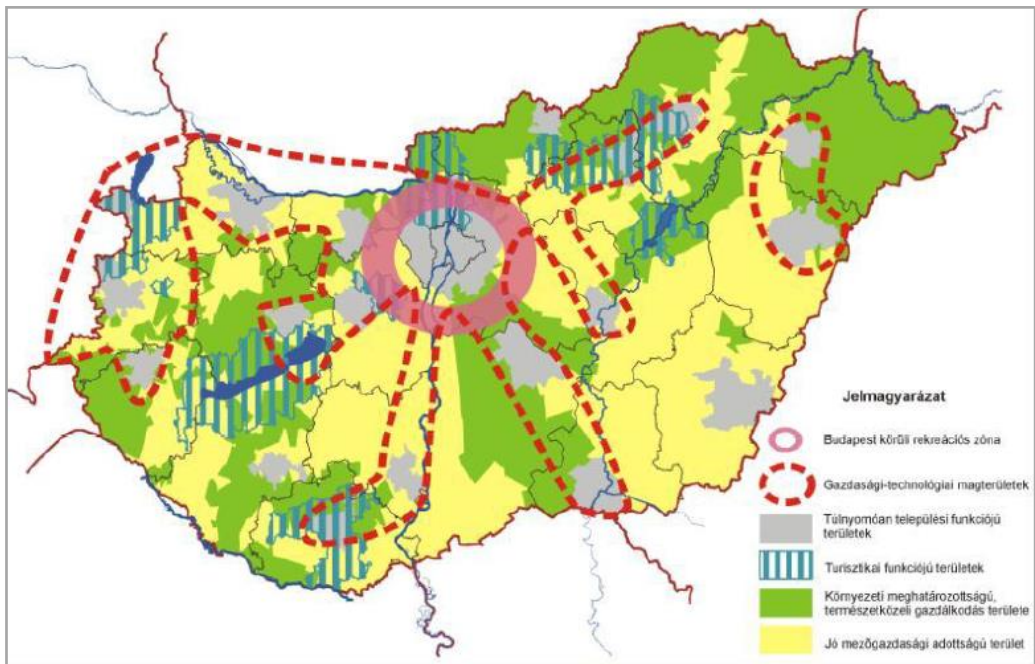 Jelmagyarázat
Budapest körüli rekreációs zóna
Gazdasági-technológiai magterületek
Túlnyomóan települési funkciójú
területek
Turisztikai funkciójú területek
Környezeti meghatározottságú,
természetközeli gazdálkodás területe
Jó mezõgazdasági adottságú terület